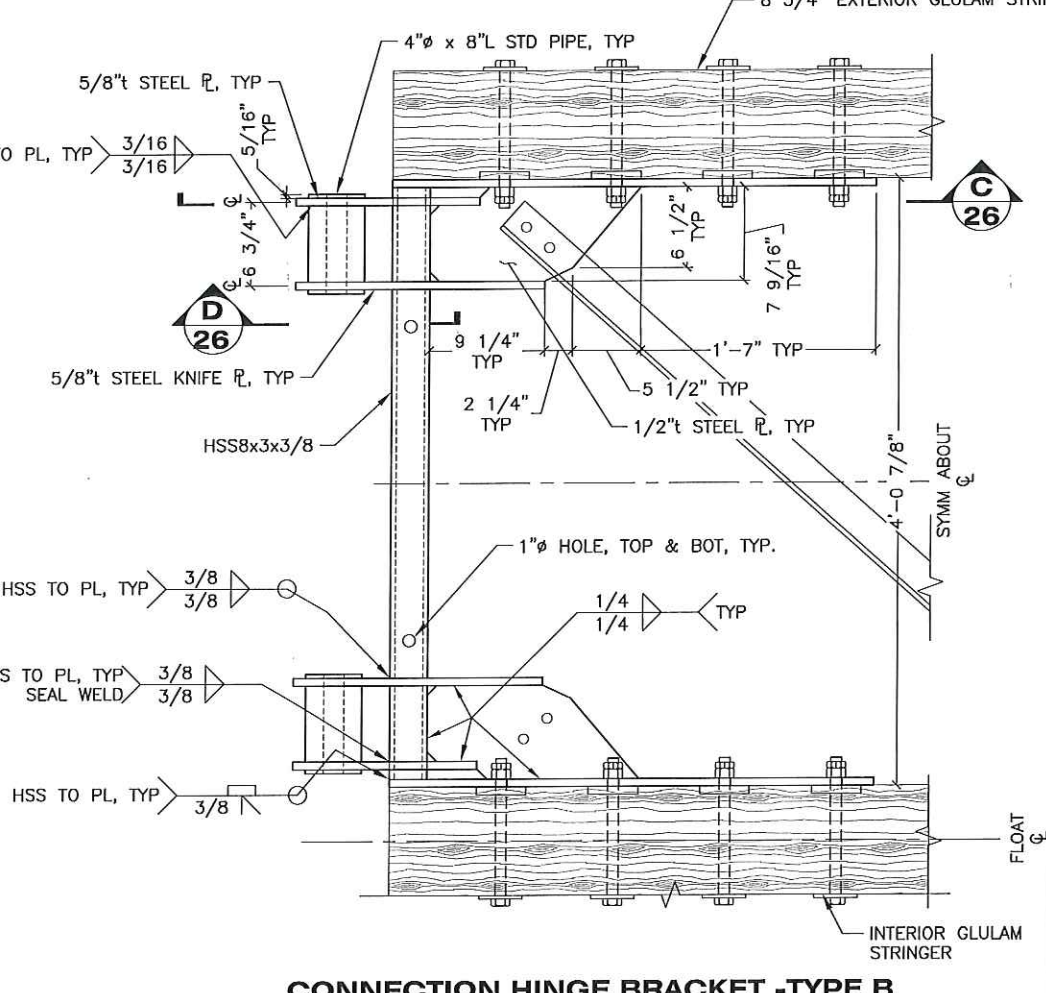 8 3/4" EXTERIOR GLULAM
4"ø x 8"L STD PIPE, TYP
5/8"t STEEL PL, TYP
TO PL, TYP
3/16
3/16
5/16"
TYP
6 3/4"
C
26
6 1/2"
TYP
7 9/16"
TYP
D
26
9 1/4"
TYP
1'-7" TYP
5/8"t STEEL KNIFE PL, TYP
5 1/2" TYP
2 1/4"
TYP
1/2"t STEEL PL, TYP
HSS8x3x3/8
4'-0 7/8"
SYMM ABOUT
CL
1"ø HOLE, TOP & BOT, TYP.
HSS TO PL, TYP
3/8
3/8
1/4
1/4
TYP
TO PL, TYP
SEAL WELD
3/8
3/8
HSS TO PL, TYP
3/8
FLOAT
CL
INTERIOR GLULAM
STRINGER
CONNECTION HINGE BRACKET -TYPE B